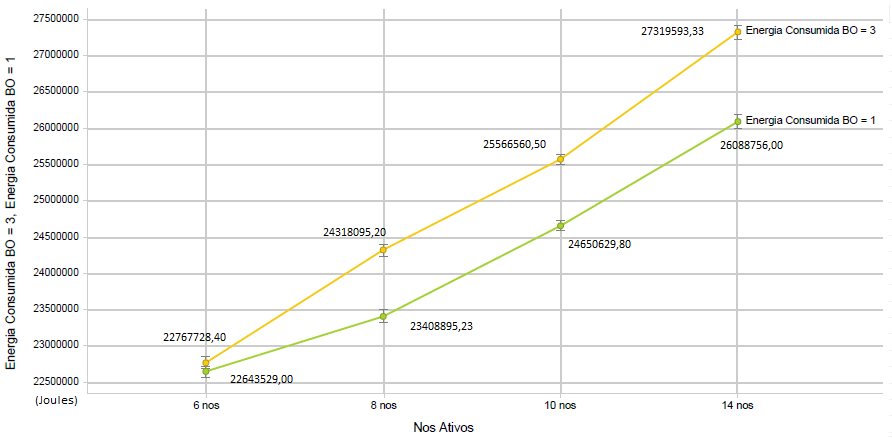 27500000
27000000
26500000
26000000
25500000
25000000
24500000
24000000
23500000
23000000
22500000
(Joules)
Energia Consumida BO = 3, Energia Consumida BO = 1
27319593,33
Energia Consumida BO = 3
Energia Consumida BO = 1
26088756,00
25566560,50
24650629,80
24318095,20
23408895,23
22767728,40
22643529,00
6 nos
8 nos
10 nos
14 nos
Nos Ativos